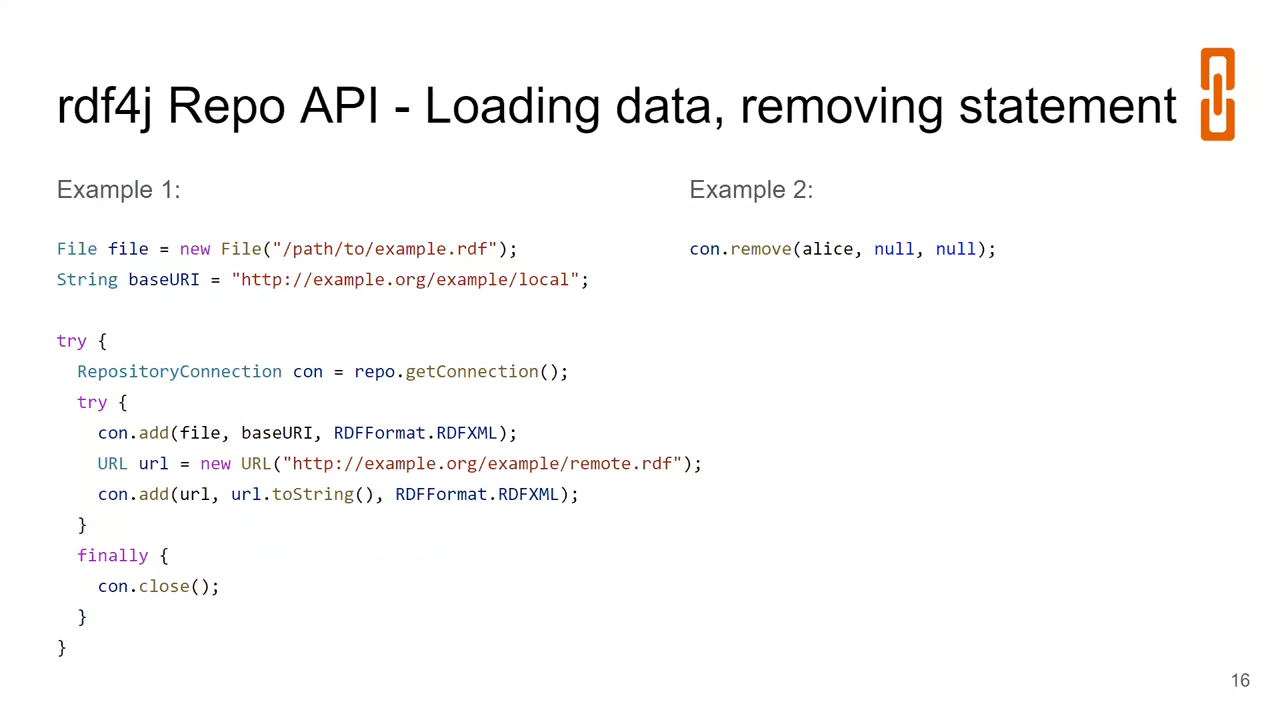 rdf4j Repo API - Loading data, removing statement
Example 1:
File file = new File("/path/to/example.rdf");
String baseURI = "http://example.org/example/local";
try {
RepositoryConnection con = repo.getConnection();
try {
con.add(file, baseURI, RDFFormat.RDFXML);
URL url = new URL("http://example.org/example/remote.rdf");
con.add(url, url.toString(), RDFFormat.RDFXML);
}
finally {
con.close();
}
}
Example 2:
con.remove(alice, null, null);
16